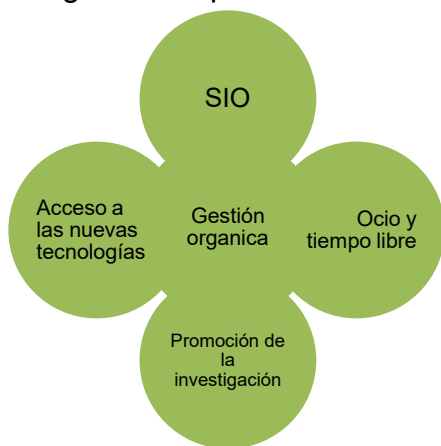 SIO
Acceso a
las nuevas
tecnologías
Gestión
organica
Ocio y
tiempo libre
Promoción de
la
investigación